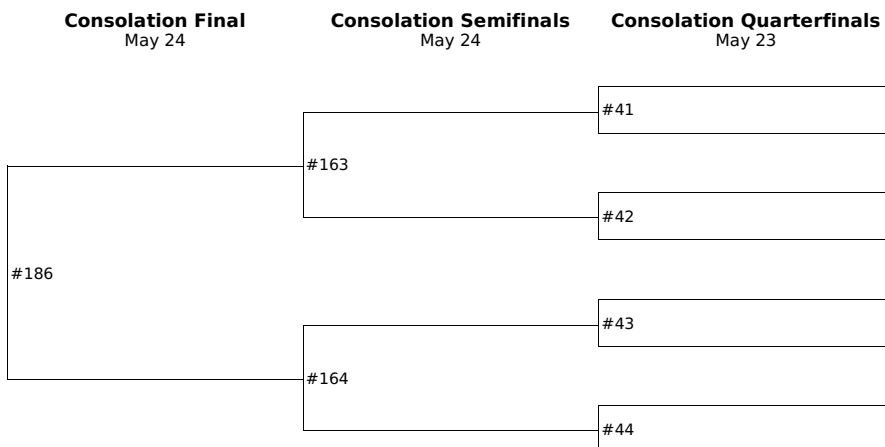 Consolation Final
May 24
Consolation Semifinals
May 24
Consolation Quarterfinals
May 23
#41
#163
#42
#186
#43
#164
#44